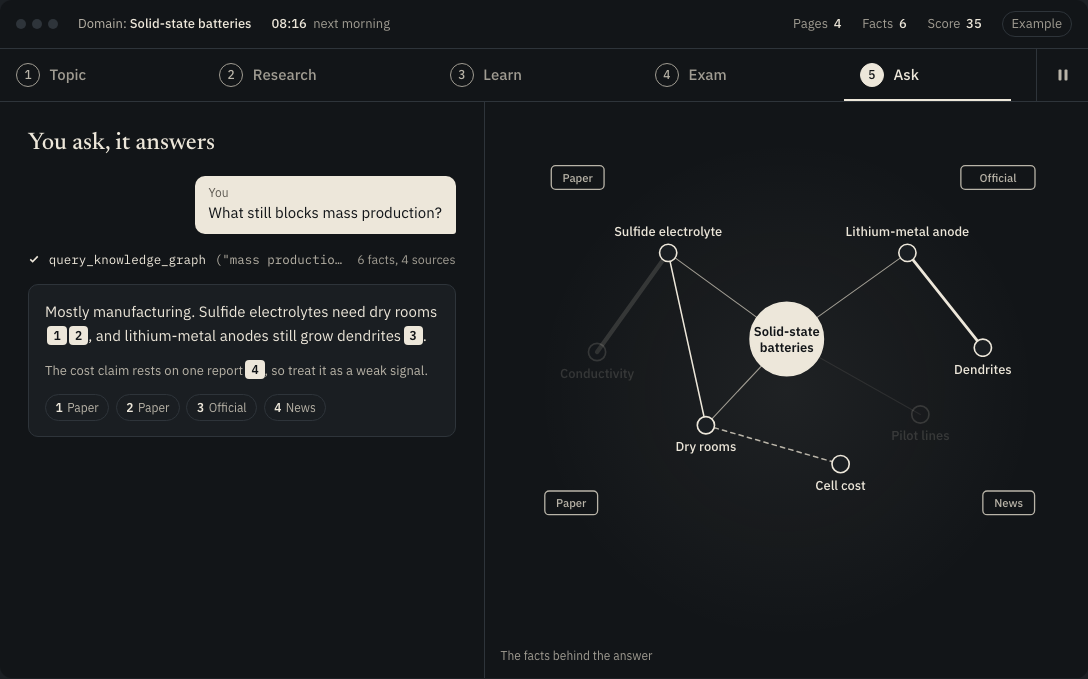 Domain: Solid-state batteries 08:16 next morning
Pages 4 Facts 6 Score 35 Example
1 Topic
2 Research
3 Learn
4 Exam
5 Ask
You ask, it answers
You
What still blocks mass production?
query_knowledge_graph ("mass productio… 6 facts, 4 sources
Mostly manufacturing. Sulfide electrolytes need dry rooms
1 2, and lithium-metal anodes still grow dendrites 3.
The cost claim rests on one report 4, so treat it as a weak signal.
1 Paper
2 Paper
3 Official
4 News
Paper
Official
Sulfide electrolyte
Lithium-metal anode
Solid-state
batteries
Conductivity
Dendrites
Pilot lines
Dry rooms
Cell cost
Paper
News
The facts behind the answer